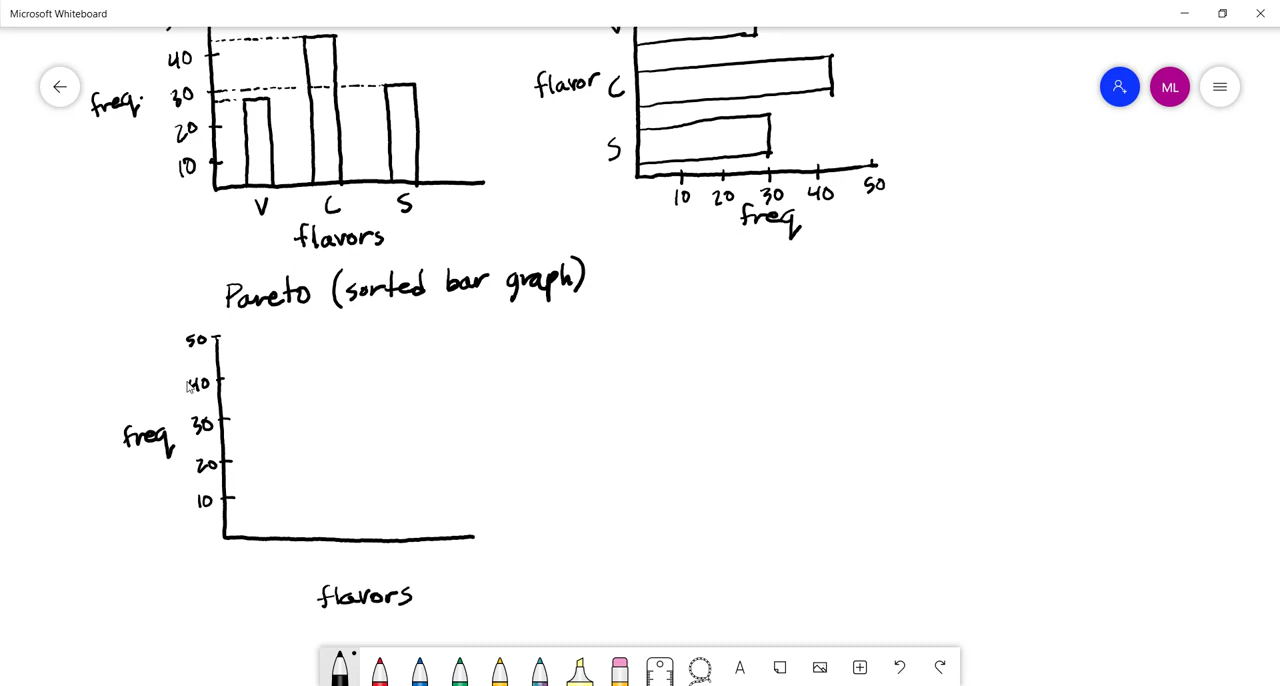 Microsoft Whiteboard
40
30
20
10
freq.
V C S
flavors
flavor
C
S
10 20 30 40 50
freq
ML
Pareto (sorted bar graph)
50
40
30
20
10
freq
flavors
A